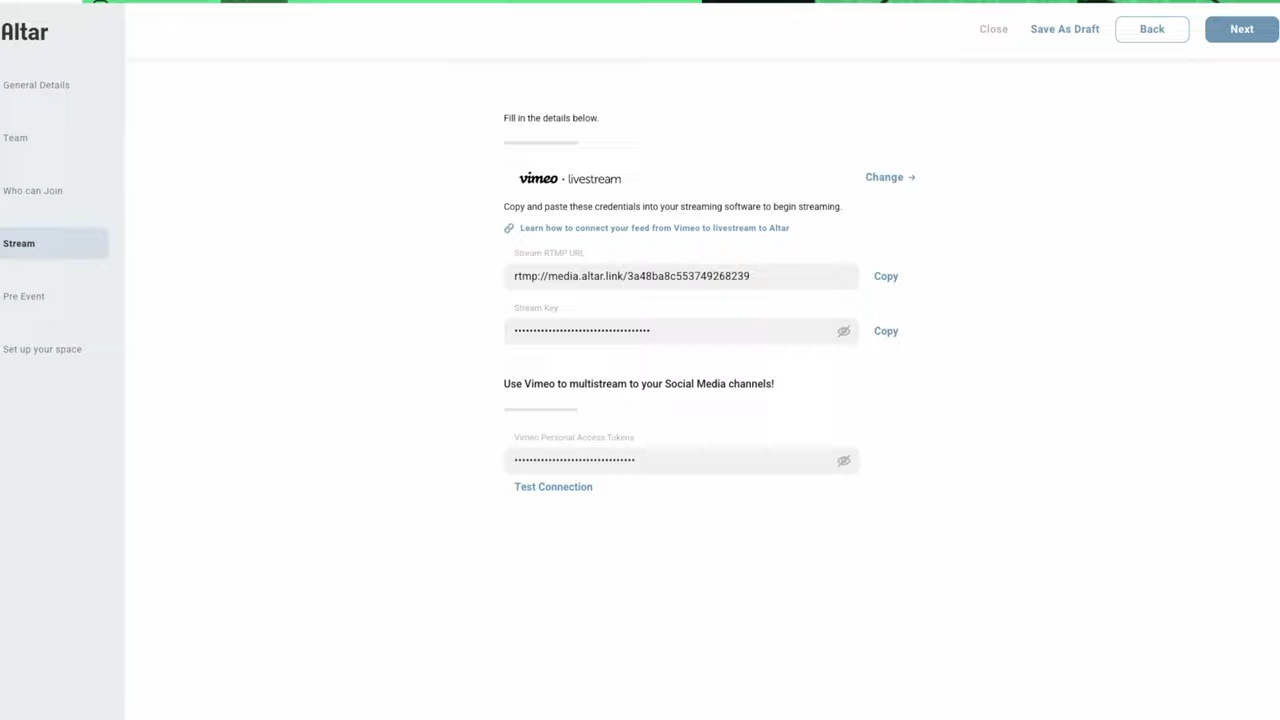 Altar
Close
Save As Draft
Back
Next
General Details
Team
Who can Join
Stream
Pre Event
Set up your space
Fill in the details below.
vimeo · livestream
Change →
Copy and paste these credentials into your streaming software to begin streaming.
Learn how to connect your feed from Vimeo to livestream to Altar
Stream RTMP URL
rtmp://media.altar.link/3a48ba8c553749268239
Copy
Stream Key
••••••••••••••••••••••••••••••••••••
Copy
Use Vimeo to multistream to your Social Media channels!
Vimeo Personal Access Tokens
••••••••••••••••••••••••••••••••
Test Connection